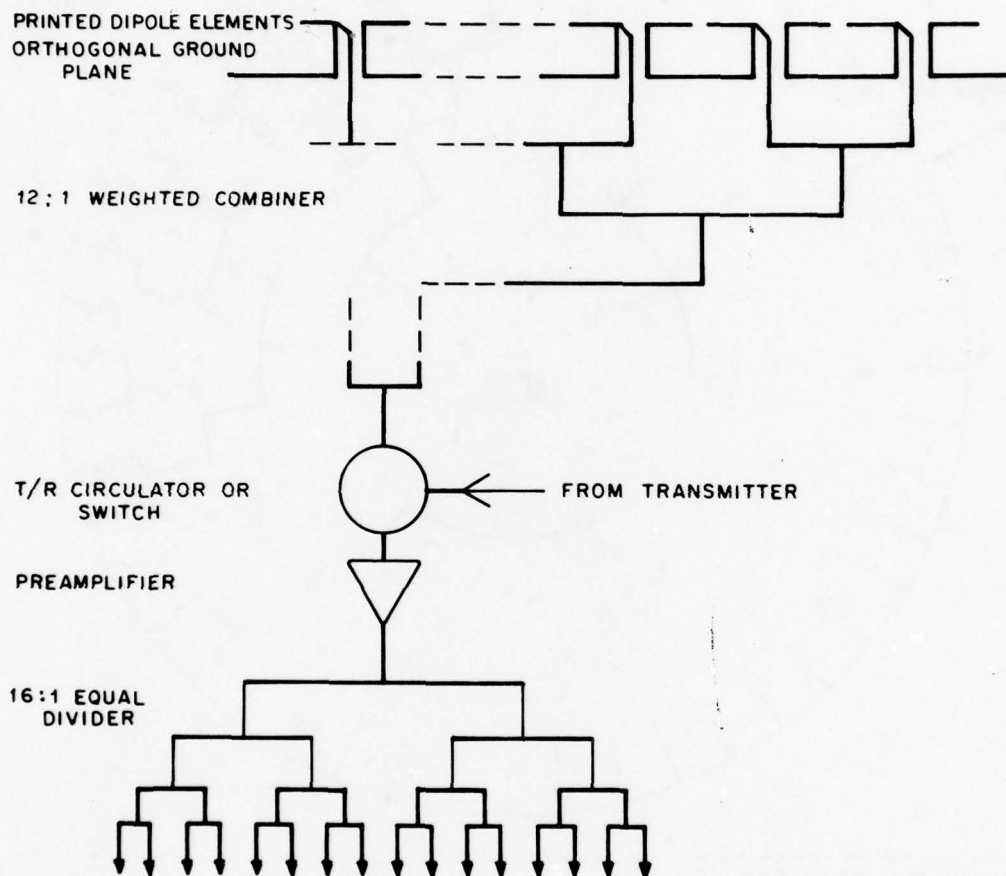 PRINTED DIPOLE ELEMENTS
ORTHOGONAL GROUND
PLANE
12:1 WEIGHTED COMBINER
T/R CIRCULATOR OR
SWITCH
FROM TRANSMITTER
PREAMPLIFIER
16:1 EQUAL
DIVIDER